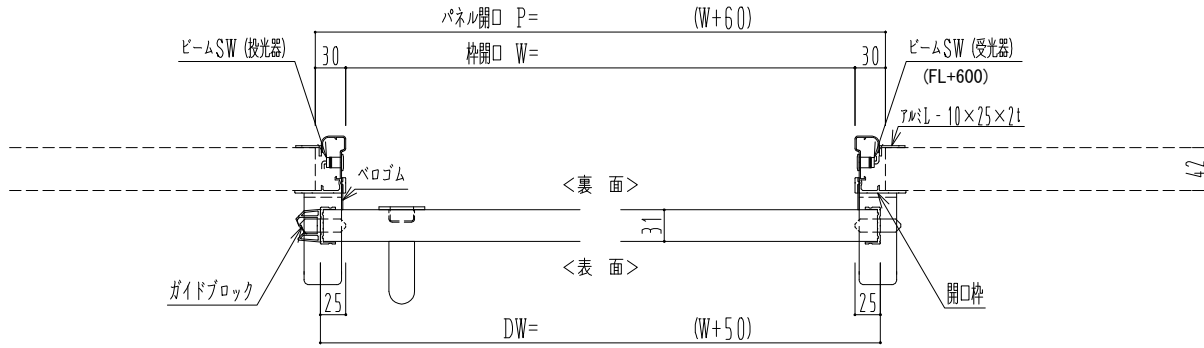 パネル開口 P= (W+60)
ビームSW (投光器)
30
枠開口 W=
30
ビームSW (受光器)
(FL+600)
アルミL - 10×25×2t
ベロゴム
<裏 面>
42
31
<表 面>
ガイドブロック
25
25
開口枠
DW= (W+50)